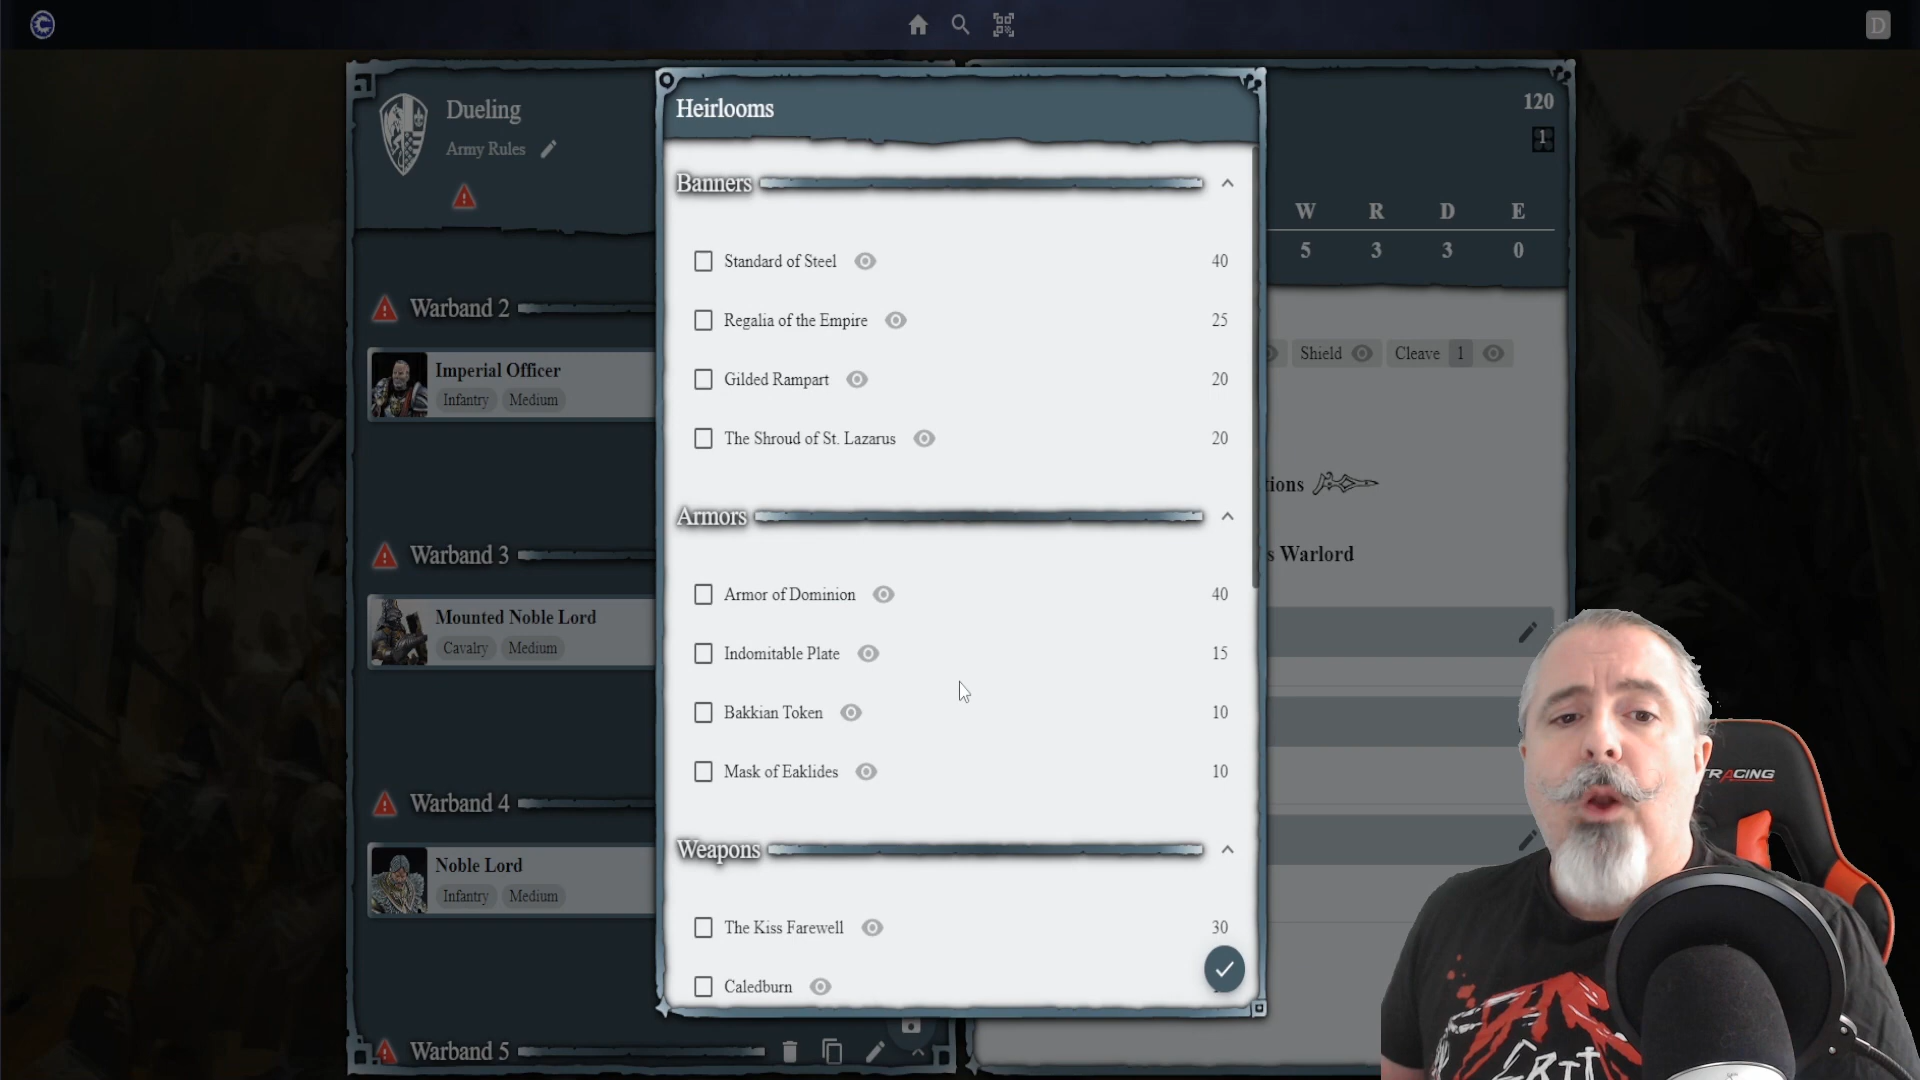 D
Dueling
Army Rules
Warband 2
Imperial Officer
Infantry Medium
Warband 3
Mounted Noble Lord
Cavalry Medium
Warband 4
Noble Lord
Infantry Medium
Warband 5
Heirlooms
Banners
Standard of Steel 40
Regalia of the Empire 25
Gilded Rampart 20
The Shroud of St. Lazarus 20
Armors
Armor of Dominion 40
Indomitable Plate 15
Bakkian Token 10
Mask of Eaklides 10
Weapons
The Kiss Farewell 30
Caledburn
120
1
W R D E
5 3 3 0
Shield Cleave 1
tions
s Warlord
TRACING